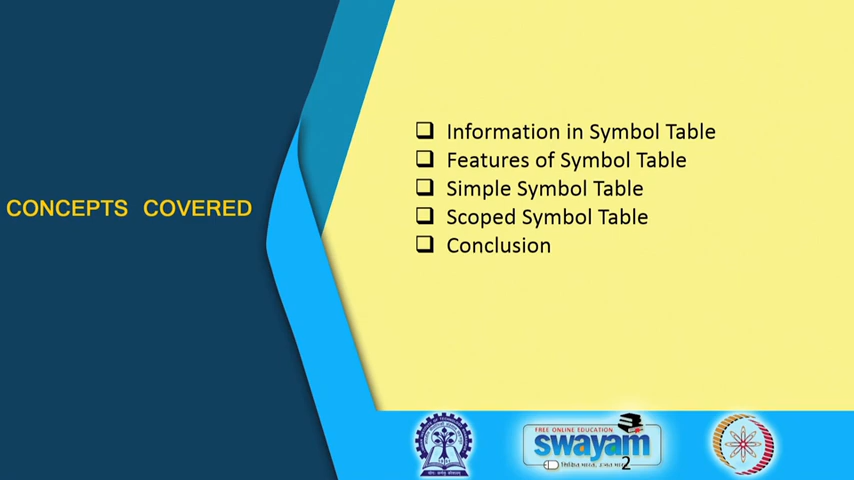 CONCEPTS COVERED
Information in Symbol Table
Features of Symbol Table
Simple Symbol Table
Scoped Symbol Table
Conclusion
FREE ONLINE EDUCATION
swayam
2